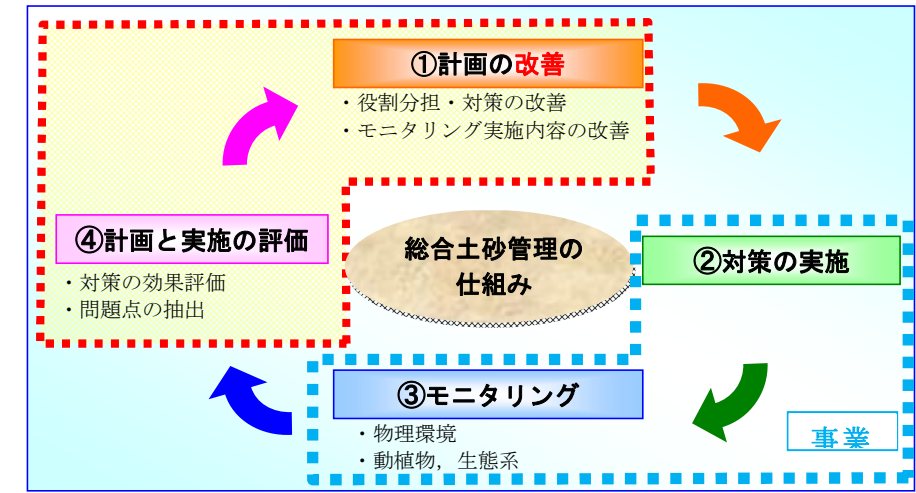 ①計画の改善
・役割分担・対策の改善
・モニタリング実施内容の改善
④計画と実施の評価
・対策の効果評価
・問題点の抽出
総合土砂管理の
仕組み
②対策の実施
③モニタリング
・物理環境
・動植物，生態系
事業